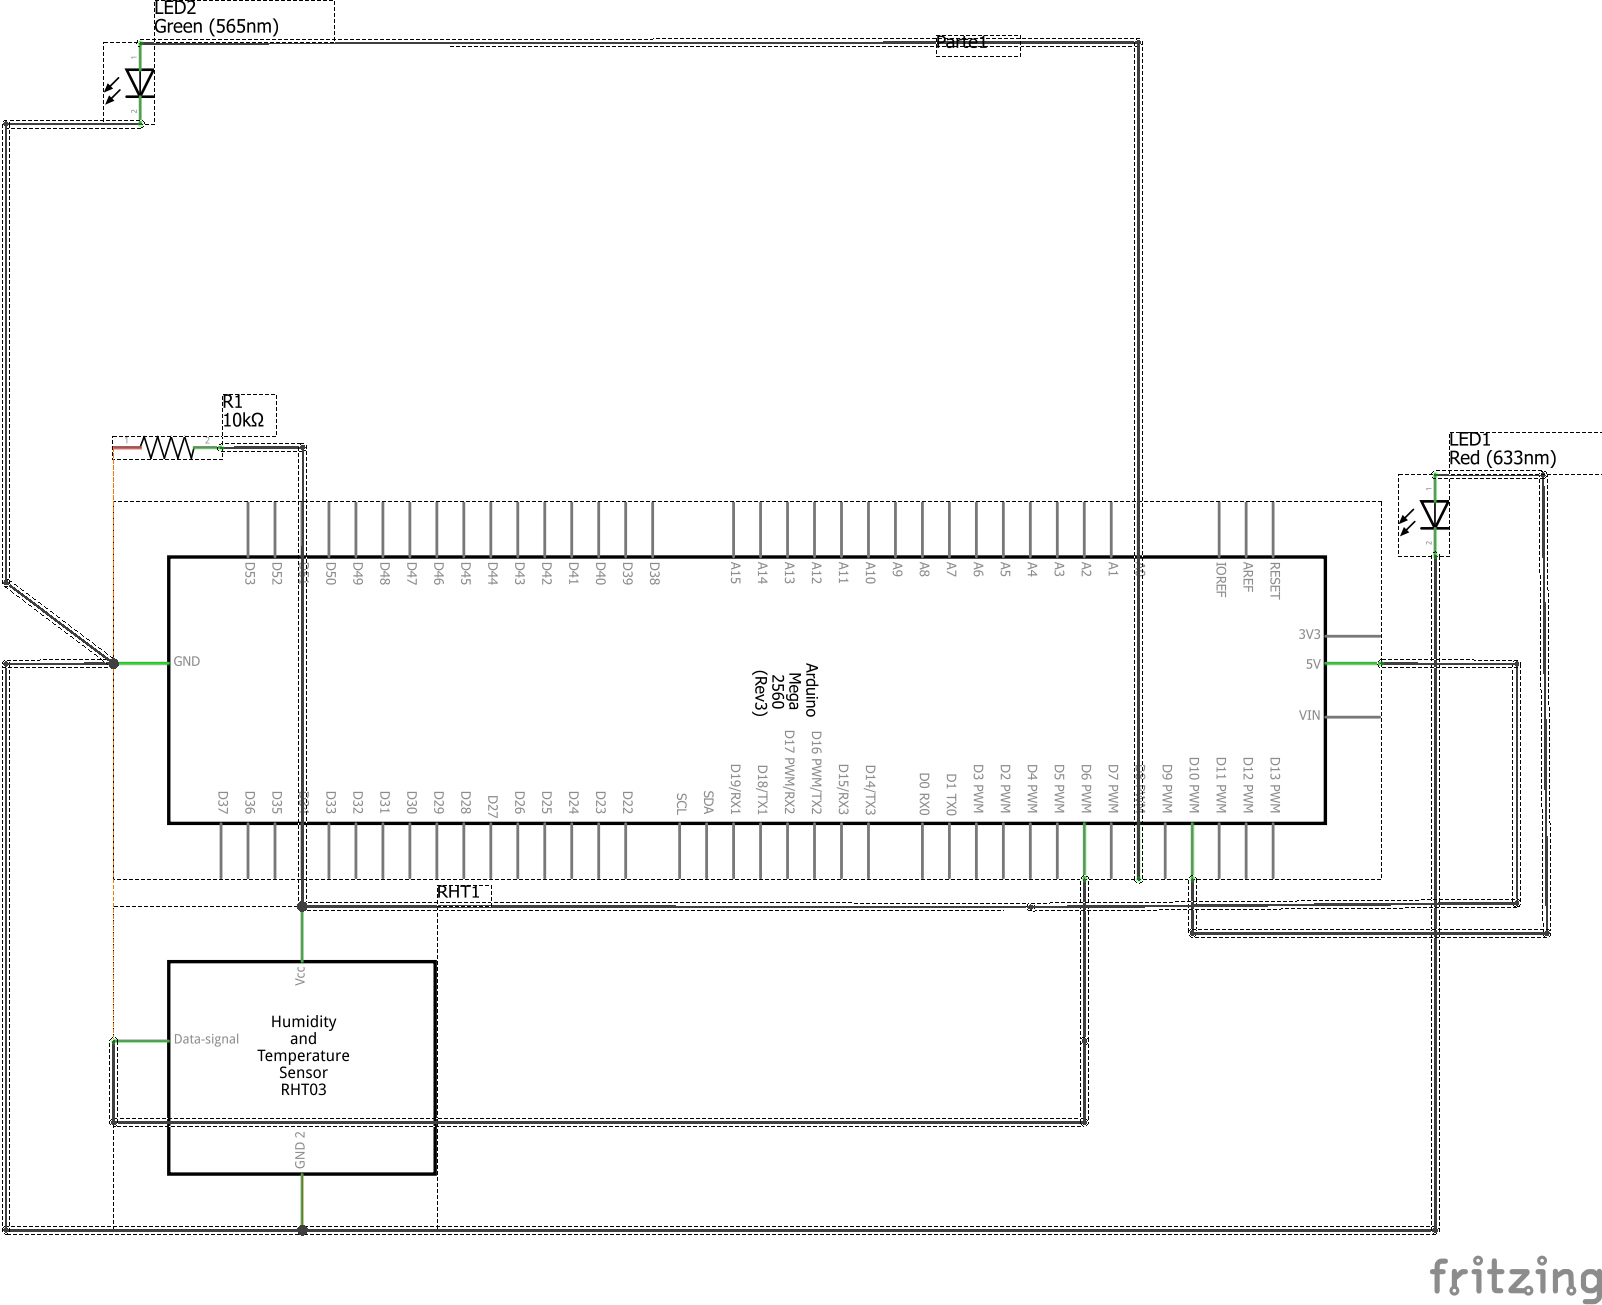 LED2
Green (565nm)
Parte1
1
2
R1
10kΩ
1
2
LED1
Red (633nm)
1
2
D53
D52
D50
D49
D48
D47
D46
D45
D44
D43
D42
D41
D40
D39
D38
A15
A14
A13
A12
A11
A10
A9
A8
A7
A6
A5
A4
A3
A2
A1
IOREF
AREF
RESET
GND
3V3
5V
VIN
Arduino
Mega
2560
(Rev3)
D37
D36
D35
D33
D32
D31
D30
D29
D28
D27
D26
D25
D24
D23
D22
SCL
SDA
D19/RX1
D18/TX1
D17 PWM/RX2
D16 PWM/TX2
D15/RX3
D14/TX3
D0 RX0
D1 TX0
D3 PWM
D2 PWM
D4 PWM
D5 PWM
D6 PWM
D7 PWM
D9 PWM
D10 PWM
D11 PWM
D12 PWM
D13 PWM
RHT1
Vcc
Data-signal
Humidity
and
Temperature
Sensor
RHT03
GND 2
fritzing